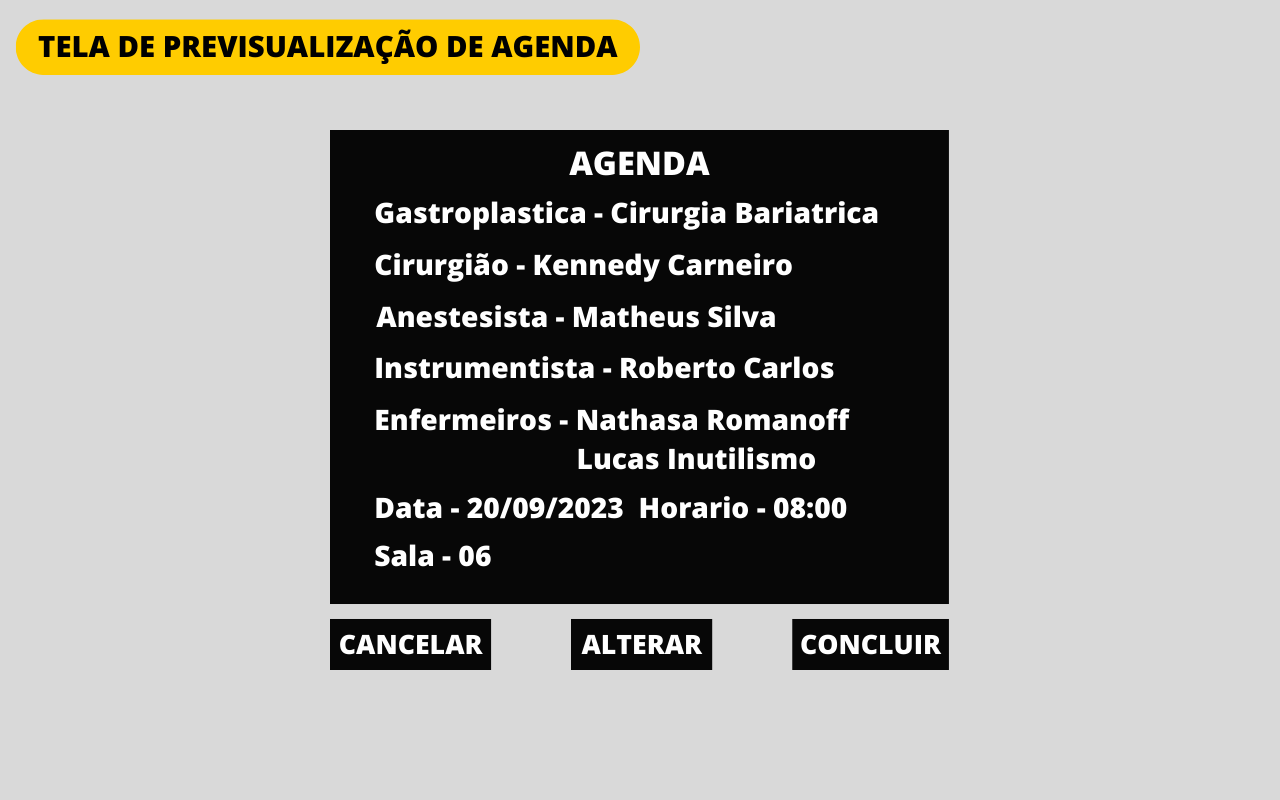 TELA DE PREVISUALIZAÇÃO DE AGENDA
AGENDA
Gastroplastica - Cirurgia Bariatrica
Cirurgião - Kennedy Carneiro
Anestesista - Matheus Silva
Instrumentista - Roberto Carlos
Enfermeiros - Nathasa Romanoff
Lucas Inutilismo
Data - 20/09/2023 Horario - 08:00
Sala - 06
CANCELAR ALTERAR CONCLUIR